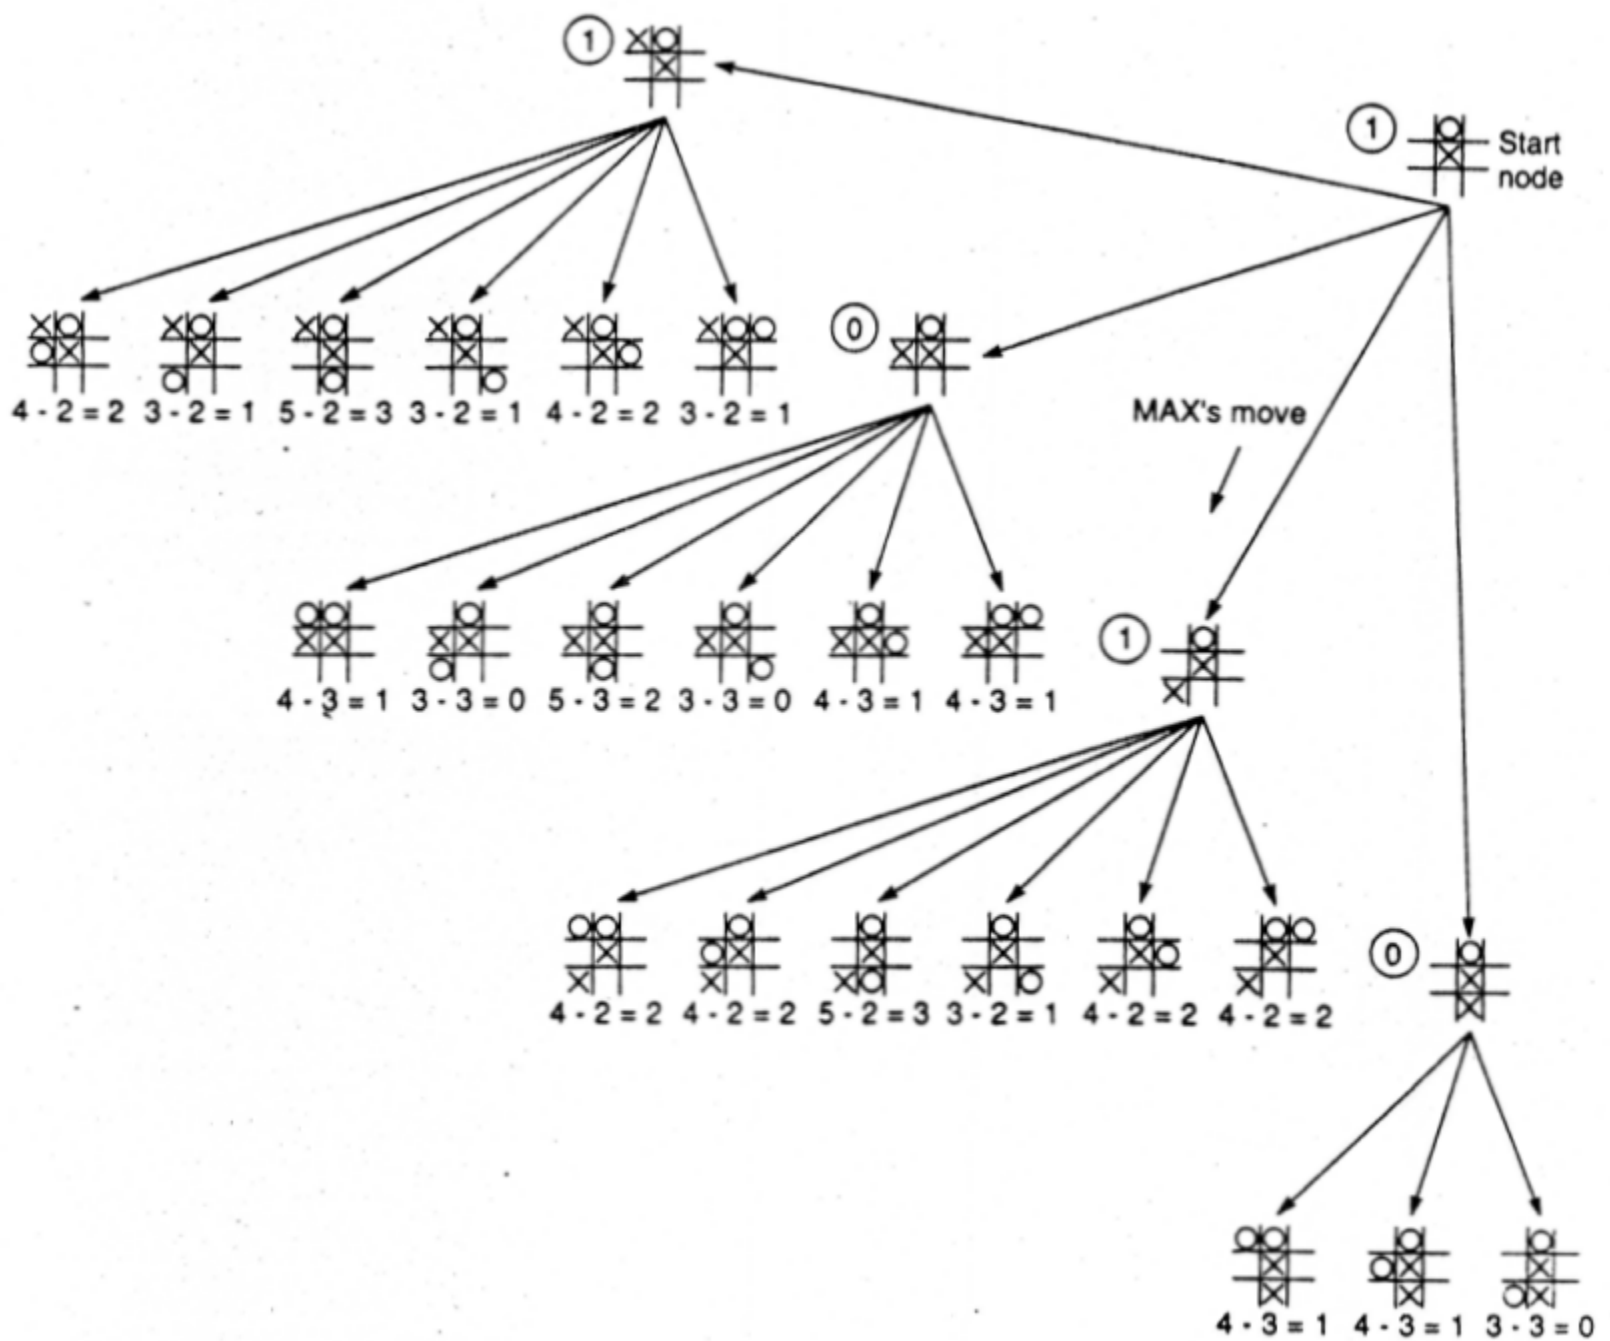 1
1
Start
node
4 - 2 = 2
3 - 2 = 1
5 - 2 = 3
3 - 2 = 1
4 - 2 = 2
3 - 2 = 1
0
MAX's move
4 - 3 = 1
3 - 3 = 0
5 - 3 = 2
3 - 3 = 0
4 - 3 = 1
4 - 3 = 1
1
4 - 2 = 2
4 - 2 = 2
5 - 2 = 3
3 - 2 = 1
4 - 2 = 2
4 - 2 = 2
0
4 - 3 = 1
4 - 3 = 1
3 - 3 = 0